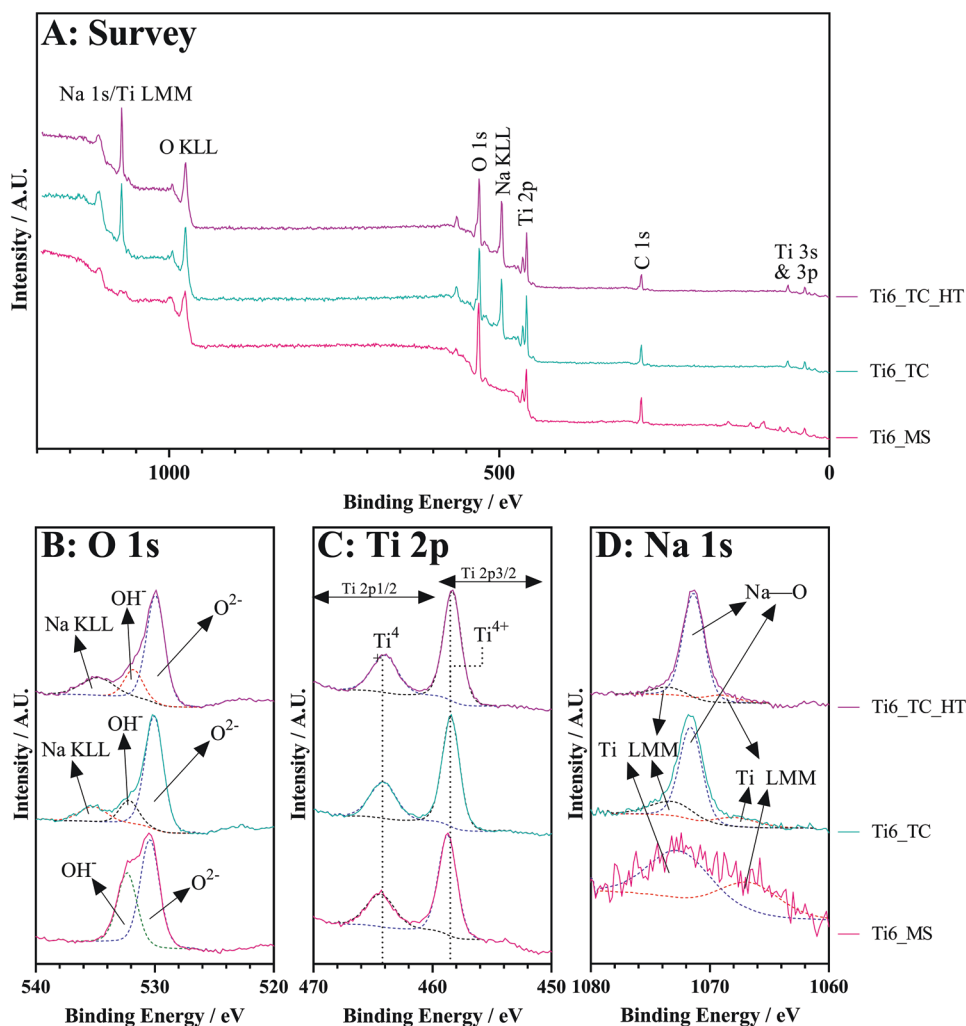 A: Survey
Na 1s/Ti LMM
O KLL
O 1s
Na KLL
Ti 2p
C 1s
Ti 3s
& 3p
Intensity / A.U.
Ti6_TC_HT
Ti6_TC
Ti6_MS
1000
500
0
Binding Energy / eV
B: O 1s
OH-
O2-
Na KLL
OH-
O2-
Na KLL
OH-
O2-
Intensity / A.U.
540
530
520
Binding Energy / eV
C: Ti 2p
Ti 2p1/2
Ti 2p3/2
Ti4
+
Ti4+
Intensity / A.U.
470
460
450
Binding Energy / eV
D: Na 1s
Na—O
Ti LMM
Ti LMM
Intensity / A.U.
Ti6_TC_HT
Ti6_TC
Ti6_MS
1080
1070
1060
Binding Energy / eV